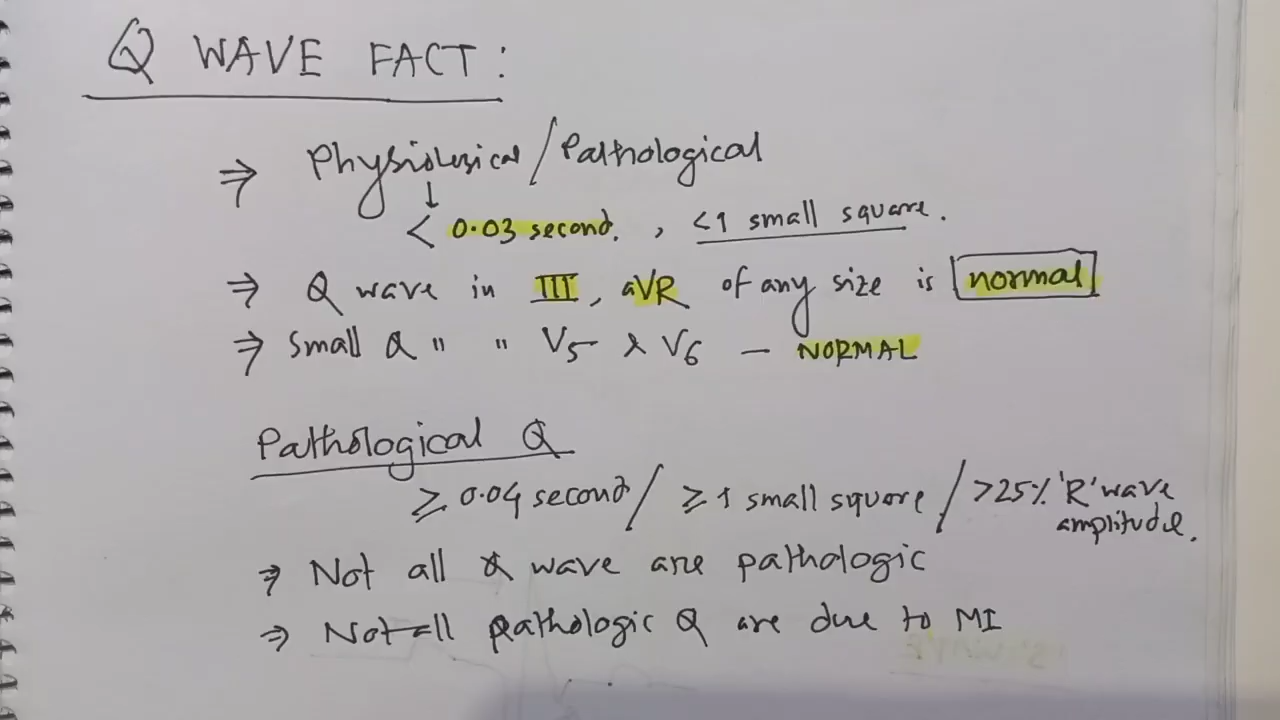 Q WAVE FACT:
⇒ Physiological / Pathological
↓
< 0.03 second. , <1 small square.
⇒ Q wave in III, aVR of any size is normal
⇒ Small Q " " V5 & V6 — NORMAL
Pathological Q
≥ 0.04 second / ≥ 1 small square / >25% 'R' wave
amplitude.
⇒ Not all Q wave are pathologic
⇒ Not all pathologic Q are due to MI